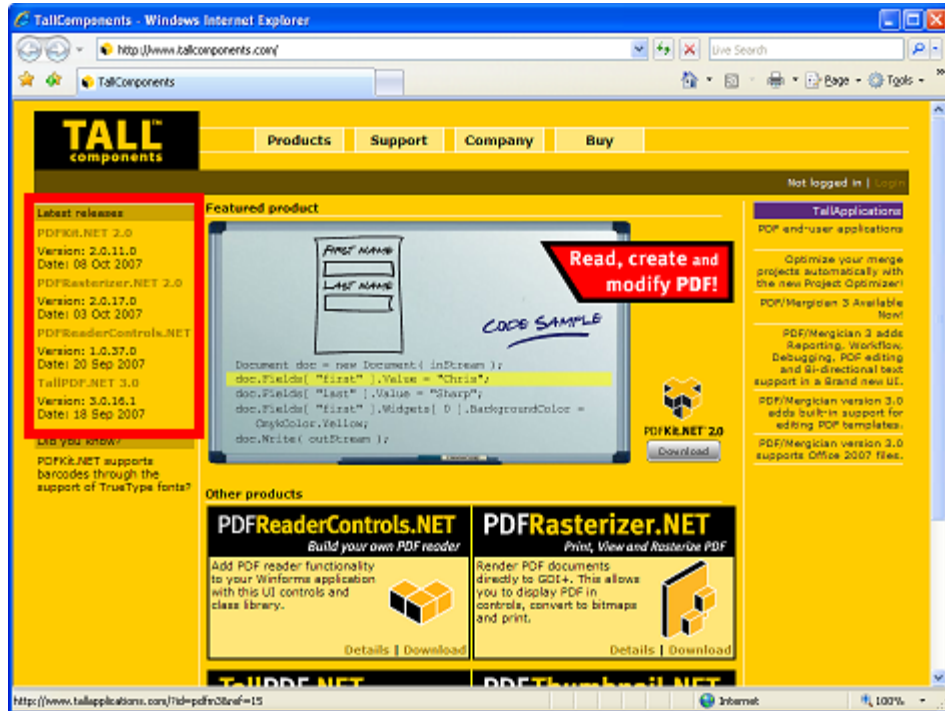 TallComponents - Windows Internet Explorer
http://www.tallcomponents.com/
Live Search
TallComponents
Page
Tools
TALL™
components
Products
Support
Company
Buy
Not logged in | Login
Latest releases
PDFKit.NET 2.0
Version: 2.0.11.0
Date: 08 Oct 2007
PDFRasterizer.NET 2.0
Version: 2.0.17.0
Date: 03 Oct 2007
PDFReaderControls.NET
Version: 1.0.37.0
Date: 20 Sep 2007
TallPDF.NET 3.0
Version: 3.0.16.1
Date: 18 Sep 2007
Did you know?
PDFKit.NET supports
barcodes through the
support of TrueType fonts?
Featured product
FIRST NAME
LAST NAME
CODE SAMPLE
Read, create and
modify PDF!
Document doc = new Document( inStream );
doc.Fields[ "first" ].Value = "Chris";
doc.Fields[ "last" ].Value = "Sharp";
doc.Fields[ "first" ].Widgets[ 0 ].BackgroundColor =
CmykColor.Yellow;
doc.Write( outStream );
PDFKit.NET 2.0
Download
Other products
PDFReaderControls.NET
Build your own PDF reader
Add PDF reader functionality
to your Winforms application
with this UI controls and
class library.
Details | Download
PDFRasterizer.NET
Print, View and Rasterize PDF
Render PDF documents
directly to GDI+. This allows
you to display PDF in
controls, convert to bitmaps
and print.
Details | Download
TallPDF.NET
PDFThumbnail.NET
TallApplications
PDF end-user applications
Optimize your merge
projects automatically with
the new Project Optimizer!
PDF/Mergician 3 Available
Now!
PDF/Mergician 3 adds
Reporting, Workflow,
Debugging, PDF editing
and Bi-directional text
support in a Brand new UI.
PDF/Mergician version 3.0
adds built-in support for
editing PDF templates.
PDF/Mergician version 3.0
supports Office 2007 files.
http://www.tallapplications.com/?id=pdfm3&ref=15
Internet
100%